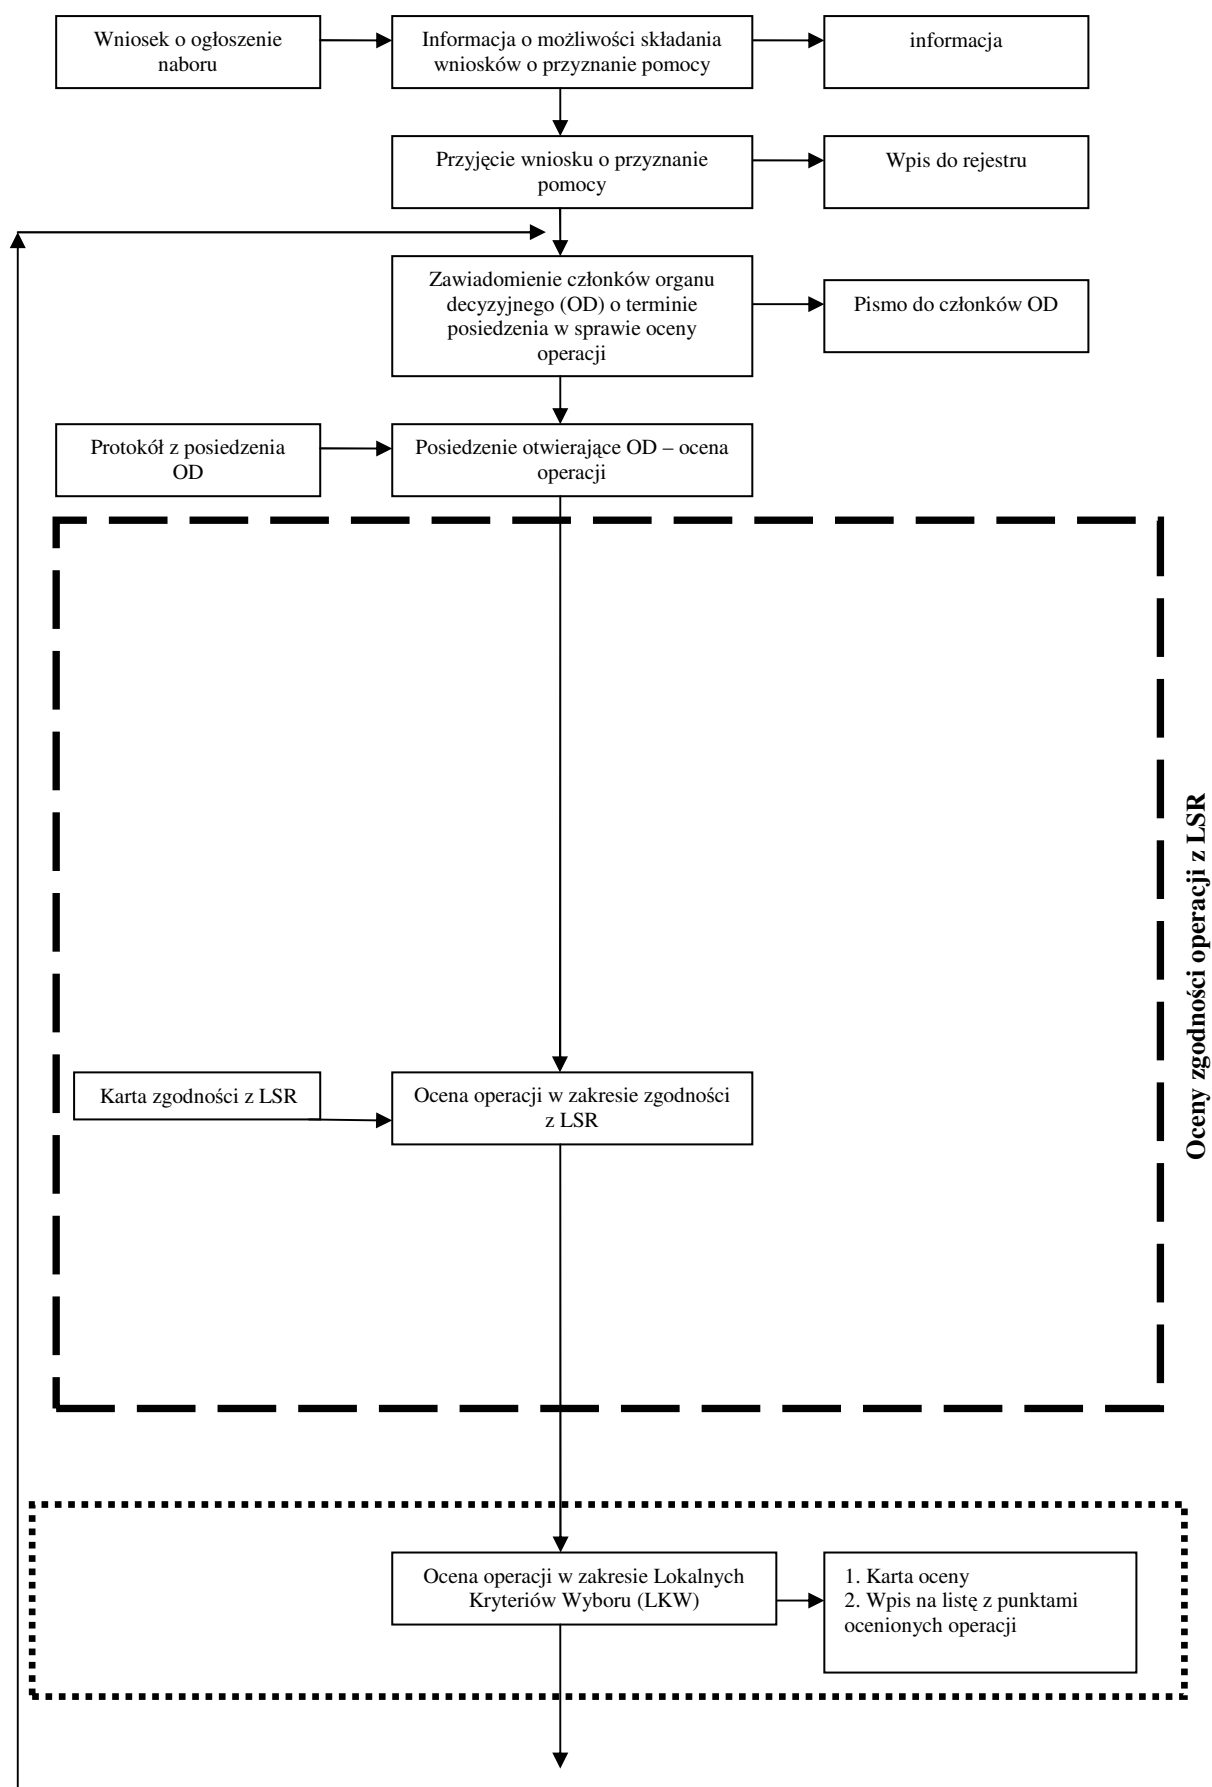 Wniosek o ogłoszenie
naboru
Informacja o możliwości składania
wniosków o przyznanie pomocy
informacja
Przyjęcie wniosku o przyznanie
pomocy
Wpis do rejestru
Zawiadomienie członków organu
decyzyjnego (OD) o terminie
posiedzenia w sprawie oceny
operacji
Pismo do członków OD
Protokół z posiedzenia
OD
Posiedzenie otwierające OD – ocena
operacji
Oceny zgodności operacji z LSR
Karta zgodności z LSR
Ocena operacji w zakresie zgodności
z LSR
Ocena operacji w zakresie Lokalnych
Kryteriów Wyboru (LKW)
1. Karta oceny
2. Wpis na listę z punktami
ocenionych operacji